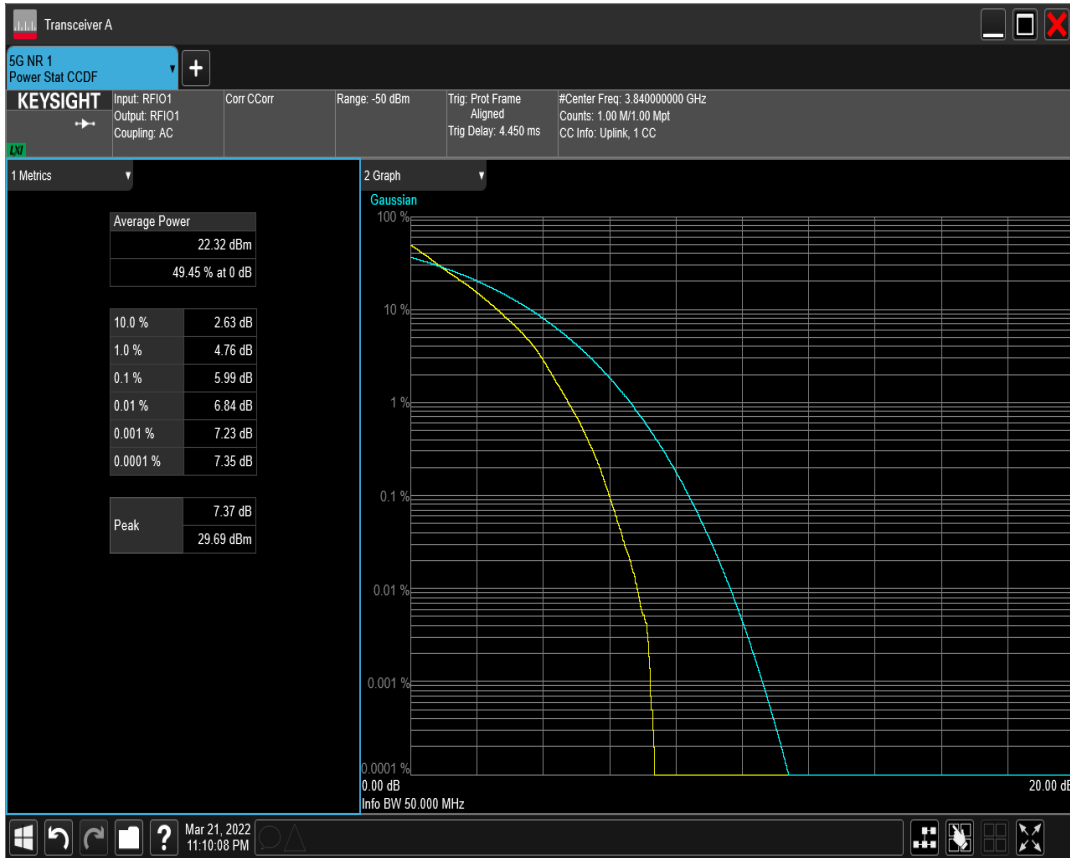 Transceiver A
5G NR 1
Power Stat CCDF
KEYSIGHT
LXI
Input: RFIO1
Output: RFIO1
Coupling: AC
Corr CCorr
Range: -50 dBm
Trig: Prot Frame
Aligned
Trig Delay: 4.450 ms
#Center Freq: 3.840000000 GHz
Counts: 1.00 M/1.00 Mpt
CC Info: Uplink, 1 CC
1 Metrics
Average Power
22.32 dBm
49.45 % at 0 dB
10.0 % 2.63 dB
1.0 % 4.76 dB
0.1 % 5.99 dB
0.01 % 6.84 dB
0.001 % 7.23 dB
0.0001 % 7.35 dB
Peak
7.37 dB
29.69 dBm
2 Graph
Gaussian
100 %
10 %
1 %
0.1 %
0.01 %
0.001 %
0.0001 %
0.00 dB 20.00 dB
Info BW 50.000 MHz
?
Mar 21, 2022
11:10:08 PM